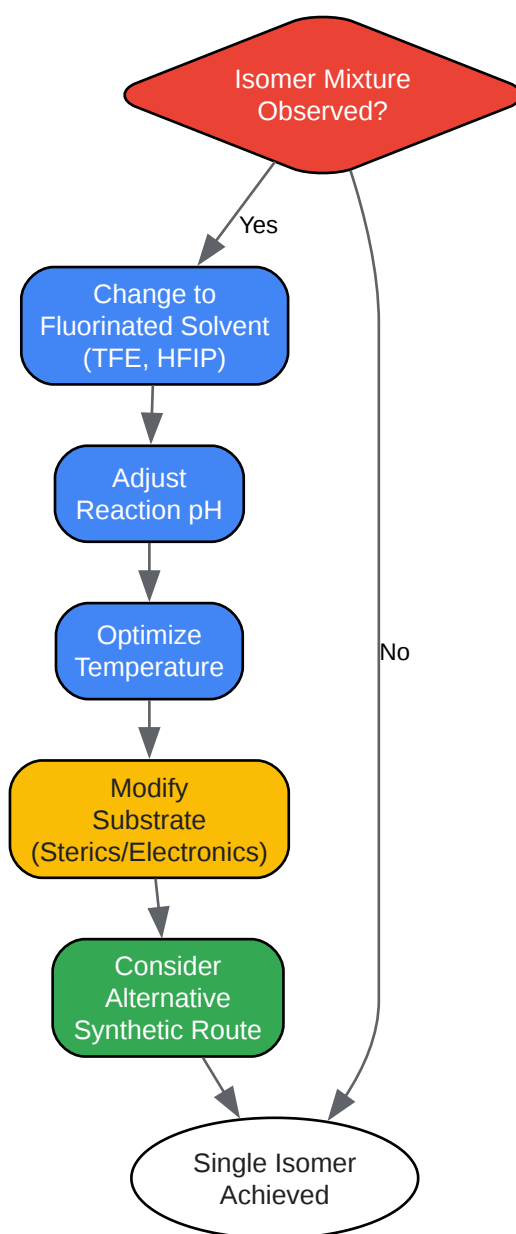 Isomer Mixture
Observed?
Yes
Change to
Fluorinated Solvent
(TFE, HFIP)
Adjust
Reaction pH
Optimize
Temperature
No
Modify
Substrate
(Sterics/Electronics)
Consider
Alternative
Synthetic Route
Single Isomer
Achieved